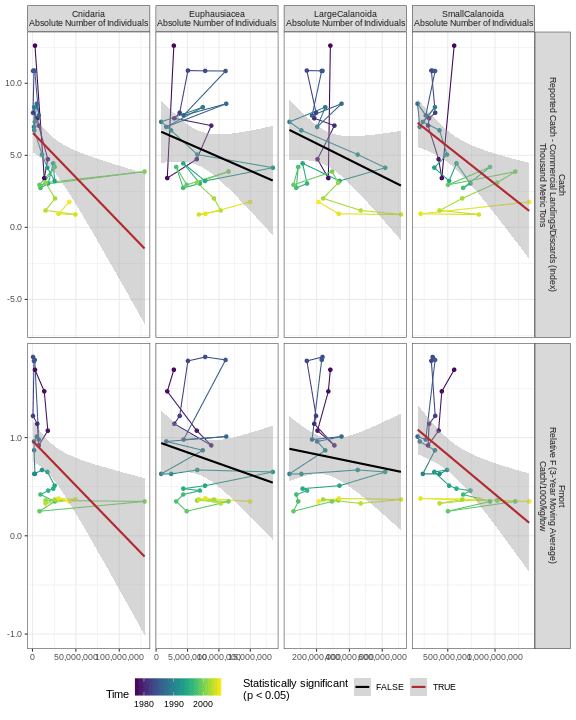 Cnidaria
Absolute Number of Individuals
Euphausiacea
Absolute Number of Individuals
LargeCalanoida
Absolute Number of Individuals
SmallCalanoida
Absolute Number of Individuals
10.0
5.0
0.0
-5.0
Catch
Reported Catch - Commercial Landings/Discards (Index)
Thousand Metric Tons
1.0
0.0
-1.0
Fmort
Relative F (3-Year Moving Average)
Catch/1000/kg/tow
0
50,000,000
100,000,000
0
5,000,000
10,000,000
15,000,000
200,000,000
400,000,000
600,000,000
500,000,000
1,000,000,000
Time
1980
1990
2000
Statistically significant
(p < 0.05)
FALSE
TRUE